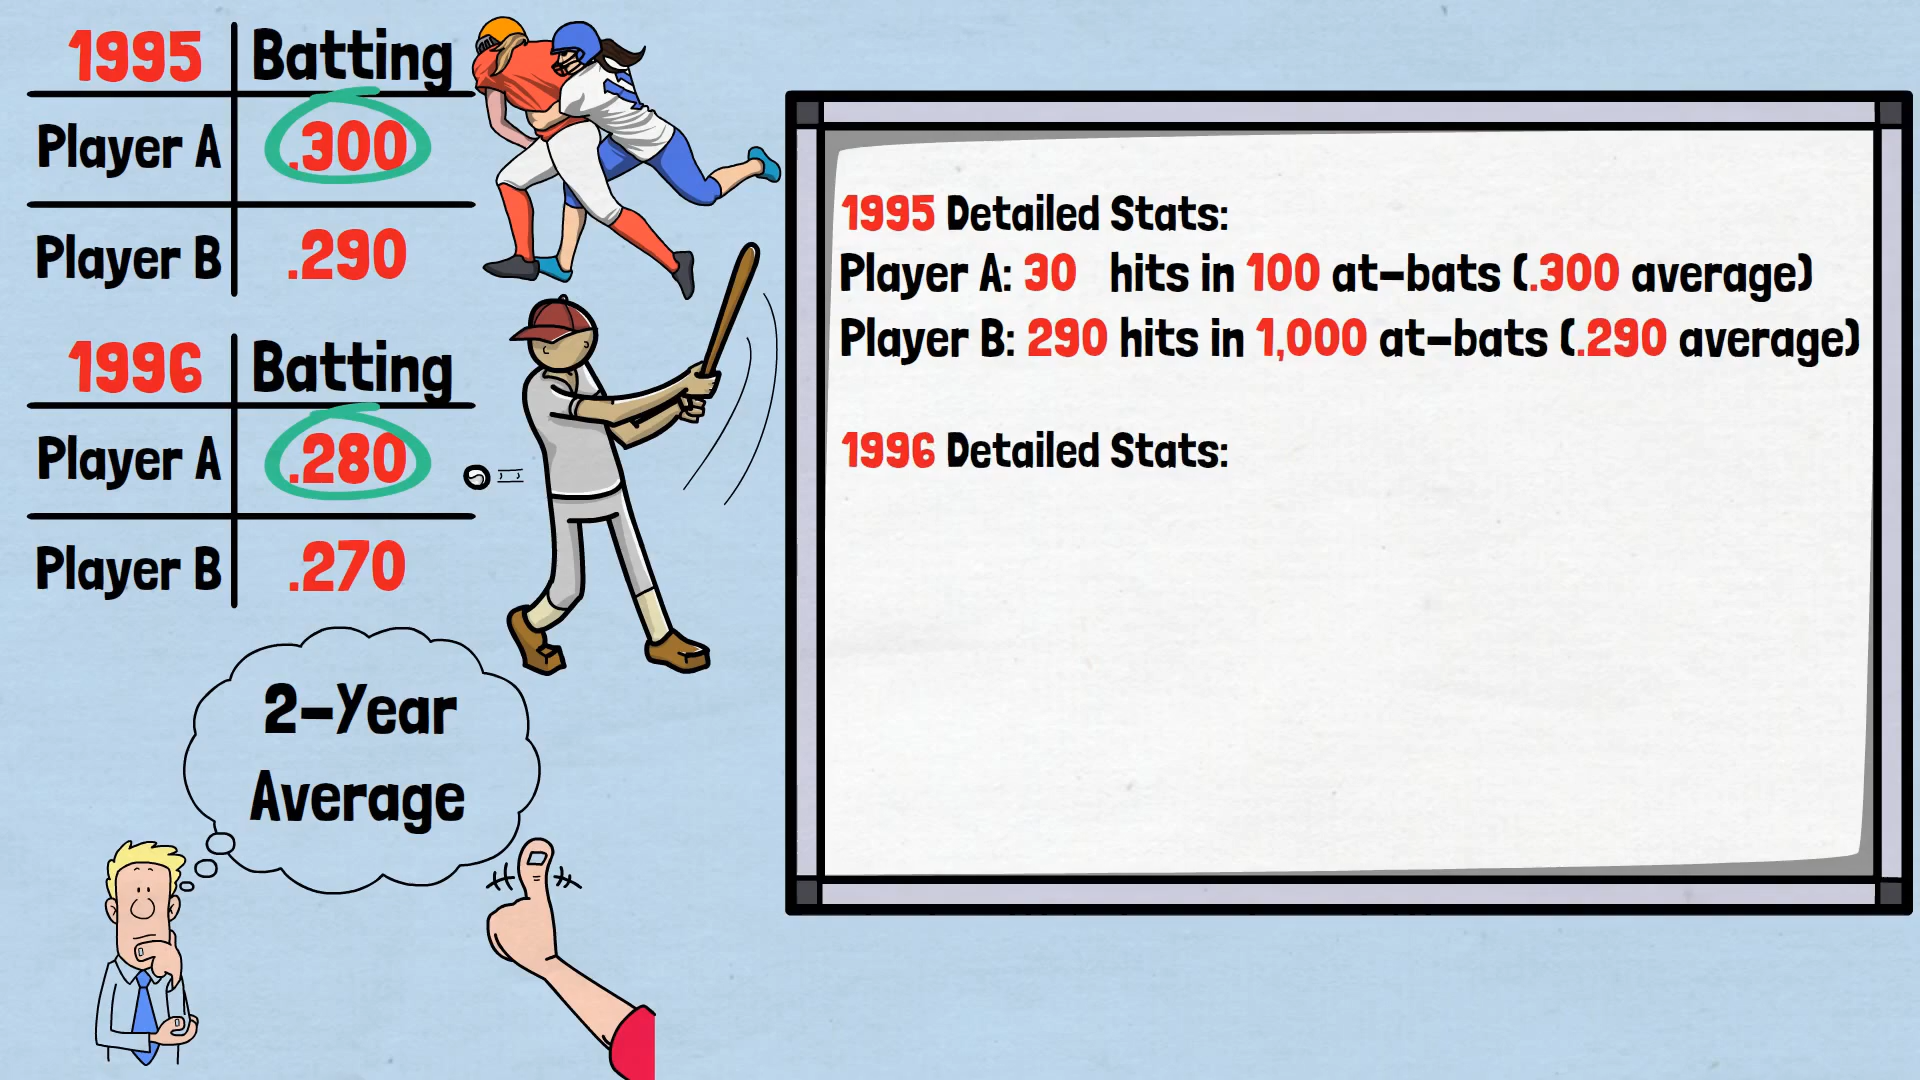 1995 Batting
Player A .300
Player B .290
1996 Batting
Player A .280
Player B .270
2-Year
Average
1995 Detailed Stats:
Player A: 30 hits in 100 at-bats (.300 average)
Player B: 290 hits in 1,000 at-bats (.290 average)
1996 Detailed Stats: